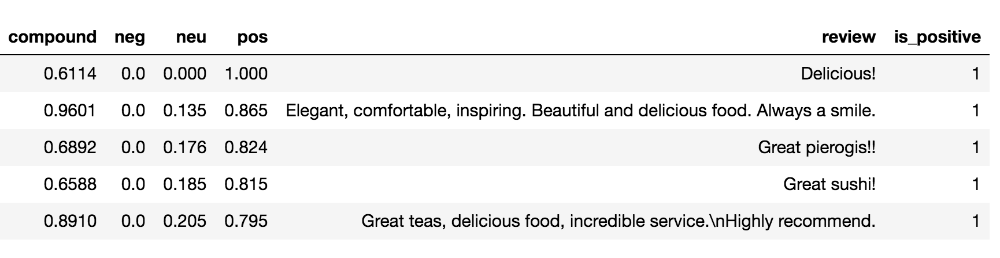 compound neg neu pos review is_positive
0.6114 0.0 0.000 1.000 Delicious! 1
0.9601 0.0 0.135 0.865 Elegant, comfortable, inspiring. Beautiful and delicious food. Always a smile. 1
0.6892 0.0 0.176 0.824 Great pierogis!! 1
0.6588 0.0 0.185 0.815 Great sushi! 1
0.8910 0.0 0.205 0.795 Great teas, delicious food, incredible service.\nHighly recommend. 1